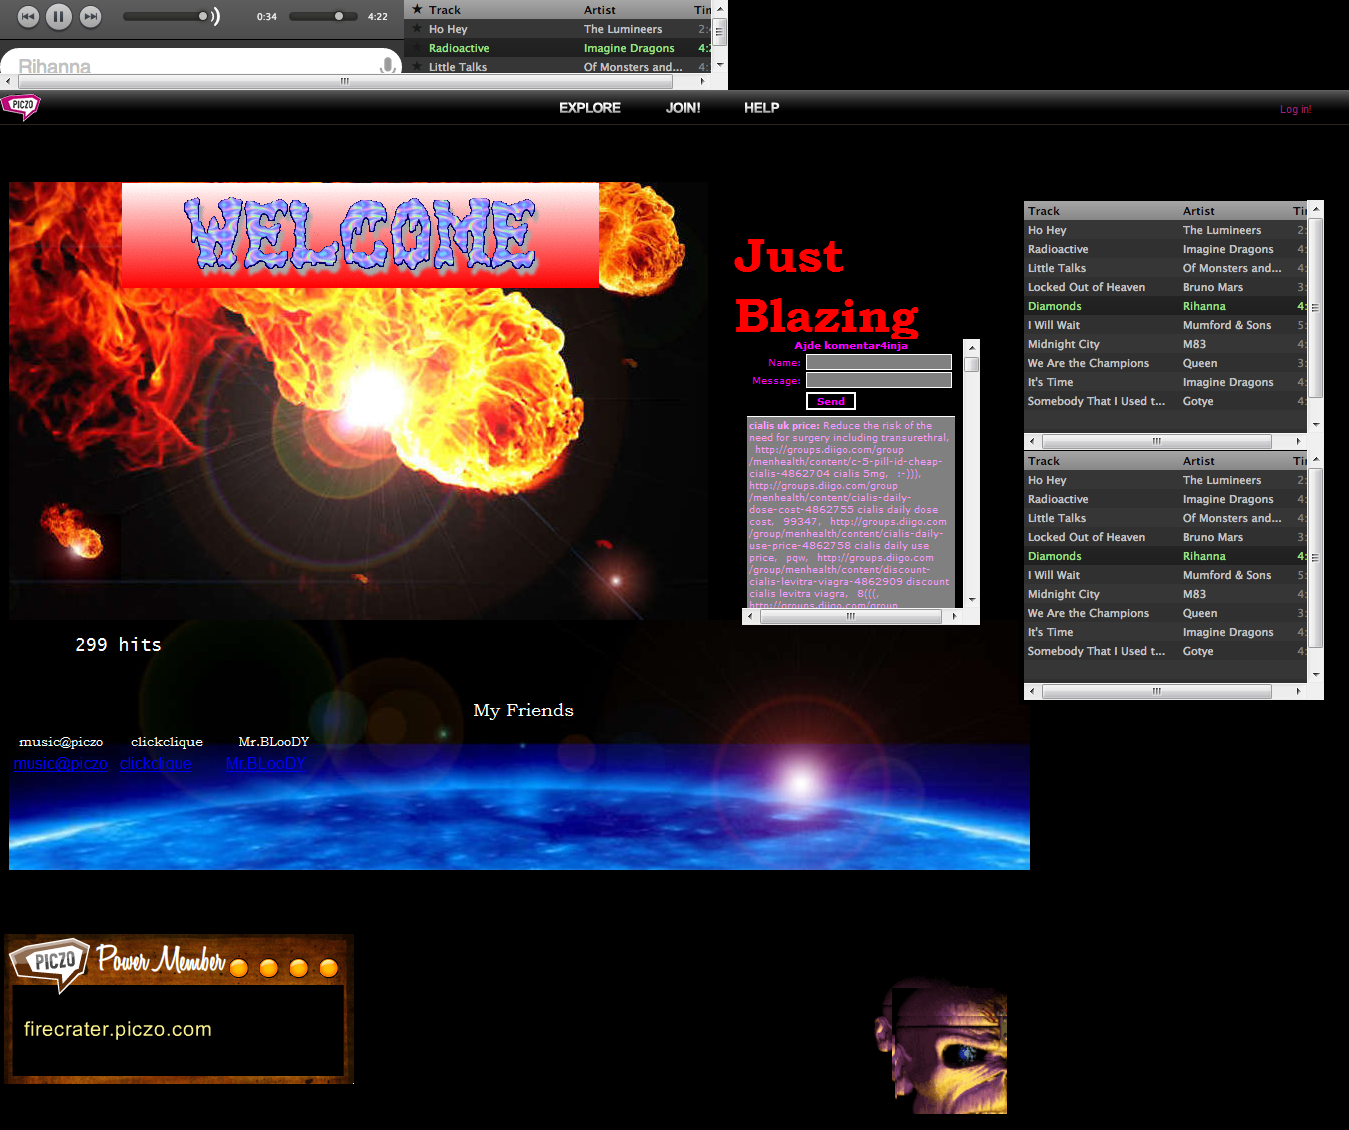 0:34 4:22
★ Track Artist Tin
★ Ho Hey The Lumineers 2:
★ Radioactive Imagine Dragons 4:2
★ Little Talks Of Monsters and...
Rihanna
PICZO
EXPLORE JOIN! HELP
Log in!
WELCOME
Just
Blazing
Ajde komentar4inja
Name:
Message:
Send
cialis uk price: Reduce the risk of the
need for surgery including transurethral,
http://groups.diigo.com/group
/menhealth/content/c-5-pill-id-cheap-
cialis-4862704 cialis 5mg, :-))),
http://groups.diigo.com/group
/menhealth/content/cialis-daily-
dose-cost-4862755 cialis daily dose
cost, 99347, http://groups.diigo.com
/group/menhealth/content/cialis-daily-
use-price-4862758 cialis daily use
price, pqw, http://groups.diigo.com
/group/menhealth/content/discount-
cialis-levitra-viagra-4862909 discount
cialis levitra viagra, 8(((,
http://groups.diigo.com/group
Track Artist Ti
Ho Hey The Lumineers 2:
Radioactive Imagine Dragons 4:
Little Talks Of Monsters and... 4:
Locked Out of Heaven Bruno Mars 3:
Diamonds Rihanna 4:
I Will Wait Mumford & Sons 5:
Midnight City M83 4:
We Are the Champions Queen 3:
It's Time Imagine Dragons 4:
Somebody That I Used t... Gotye 4:
Track Artist Ti
Ho Hey The Lumineers 2:
Radioactive Imagine Dragons 4:
Little Talks Of Monsters and... 4:
Locked Out of Heaven Bruno Mars 3:
Diamonds Rihanna 4:
I Will Wait Mumford & Sons 5:
Midnight City M83 4:
We Are the Champions Queen 3:
It's Time Imagine Dragons 4:
Somebody That I Used t... Gotye 4:
299 hits
My Friends
music@piczo clickclique Mr.BLooDY
music@piczo clickclique Mr.BLooDY
PICZO Power Member
firecrater.piczo.com